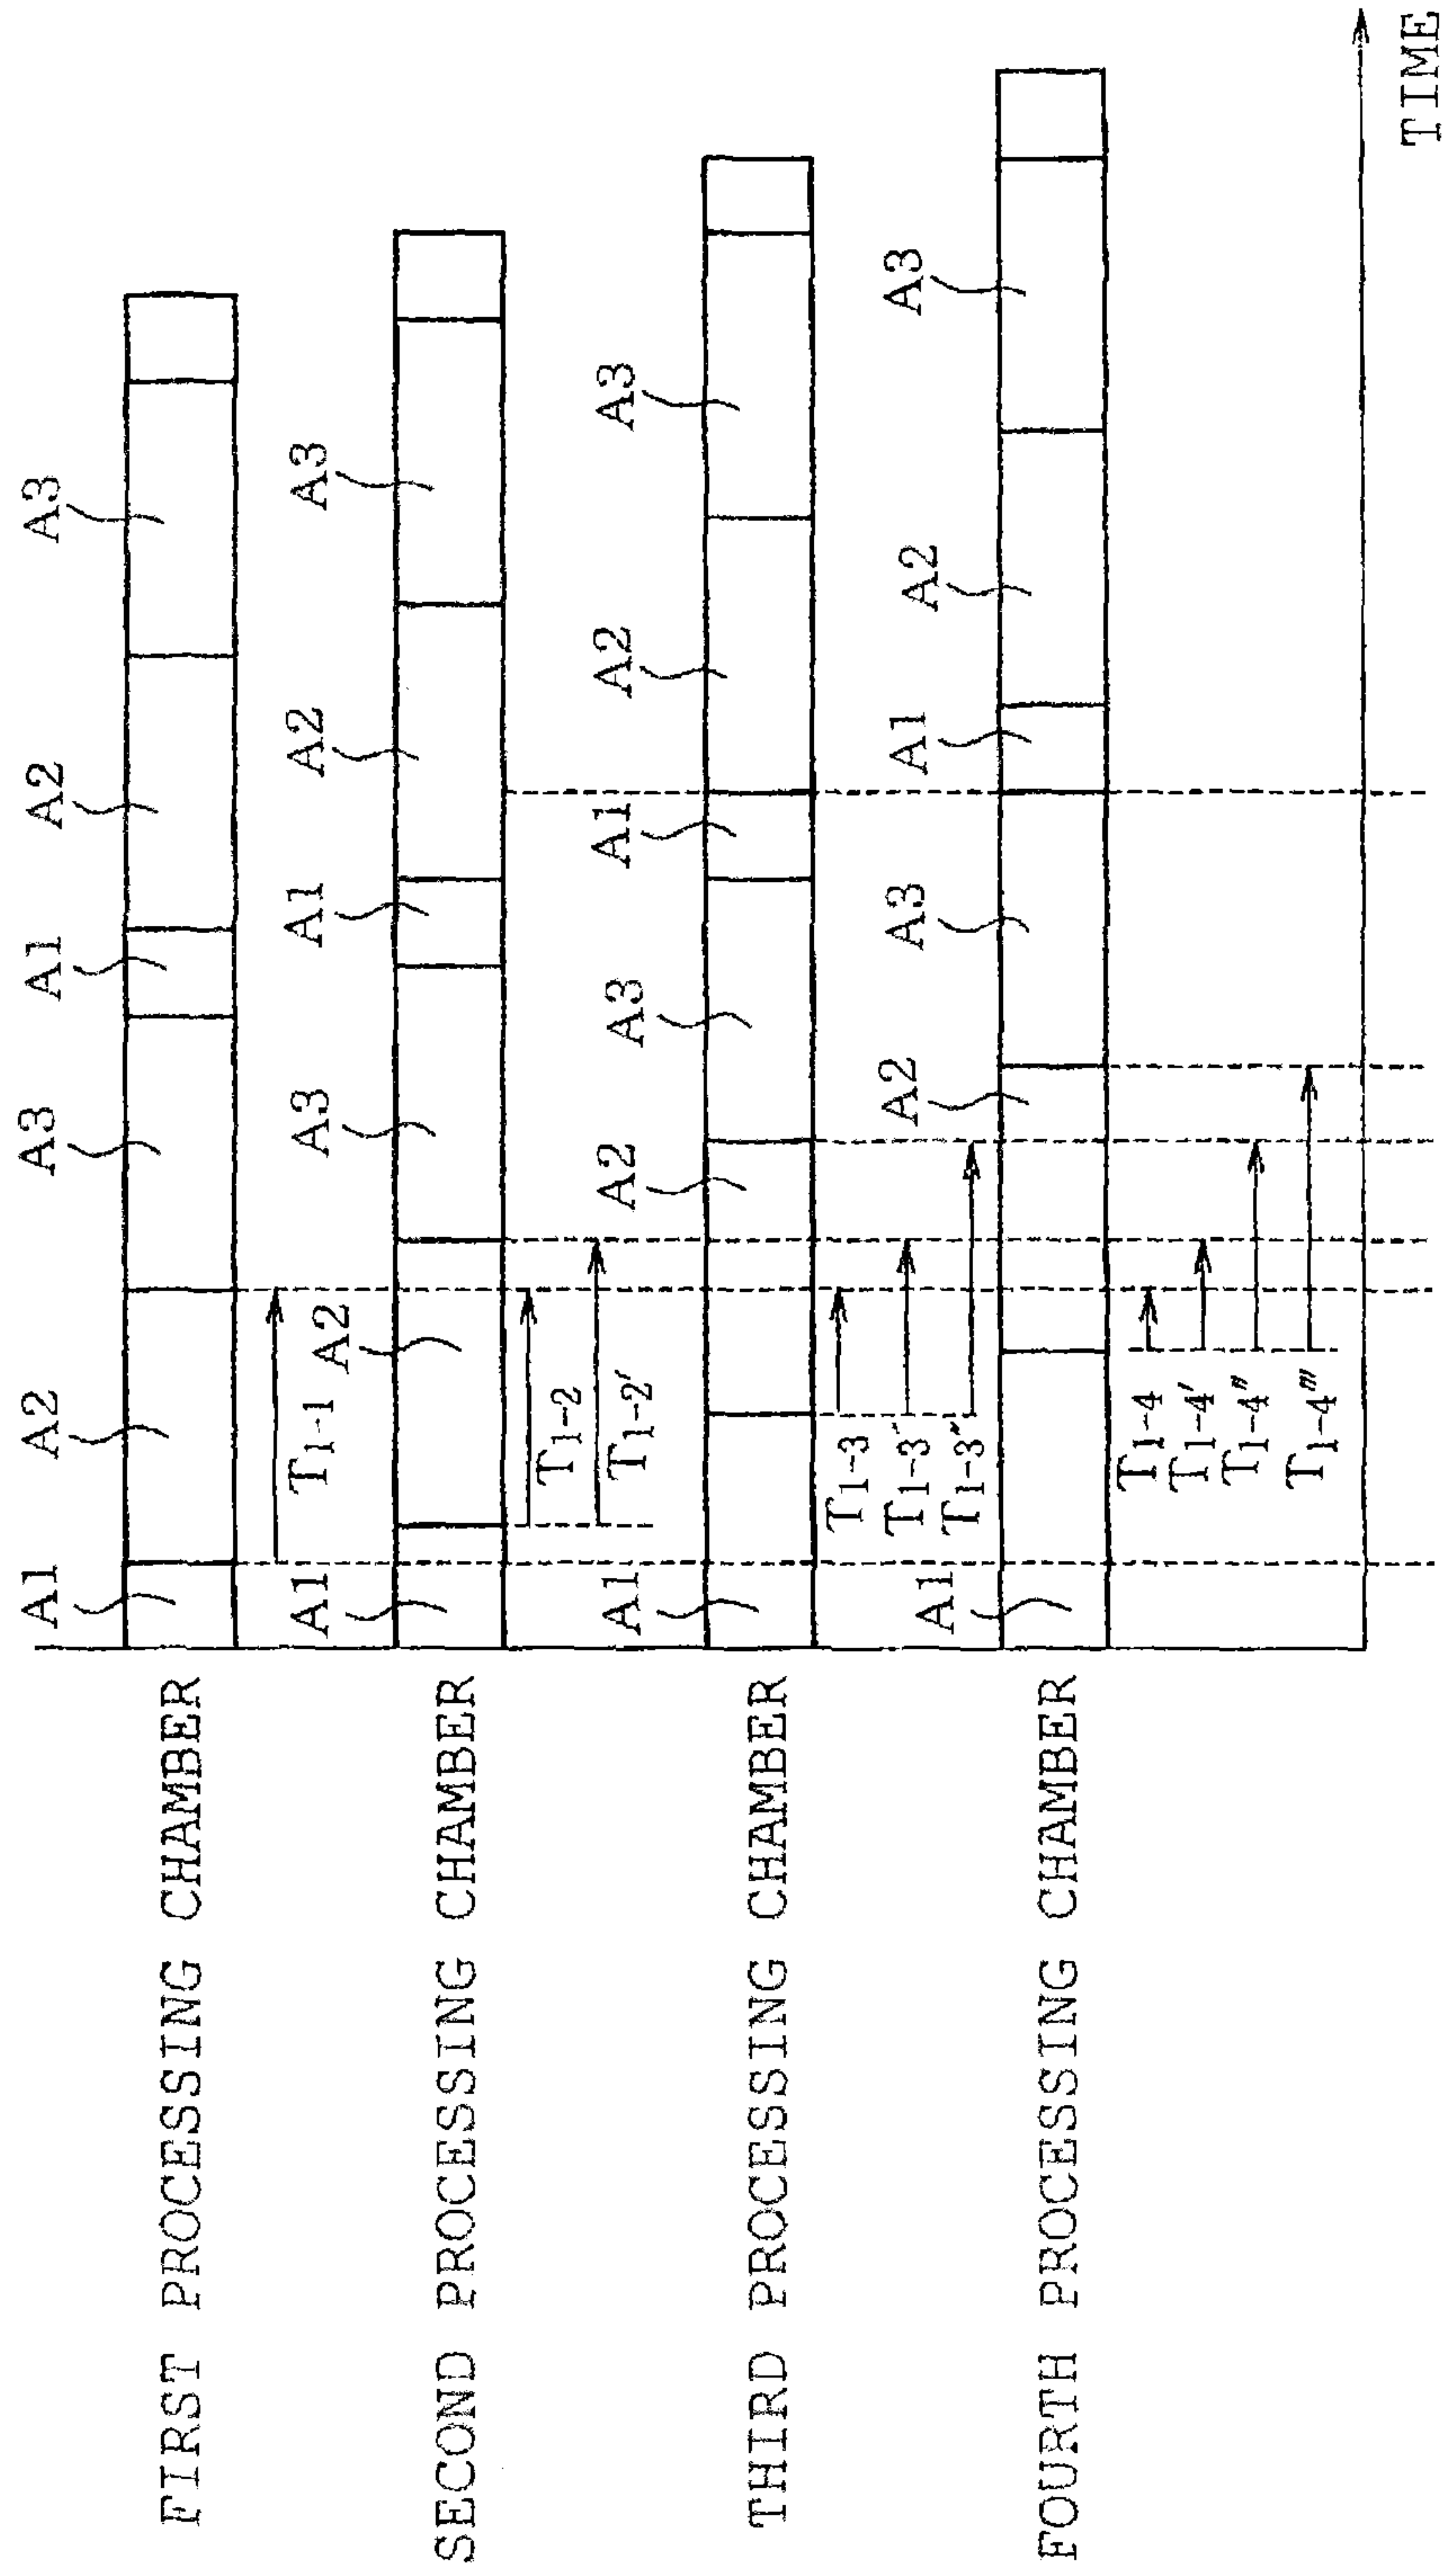 FIRST PROCESSING CHAMBER
A1
A2
A3
A1
A2
A3
T1-1
SECOND PROCESSING CHAMBER
A1
A2
A3
A1
A2
A3
T1-2
T1-2′
THIRD PROCESSING CHAMBER
A1
A2
A3
A1
A2
A3
T1-3
T1-3′
T1-3″
FOURTH PROCESSING CHAMBER
A1
A2
A3
A1
A2
A3
T1-4
T1-4′
T1-4″
T1-4‴
TIME